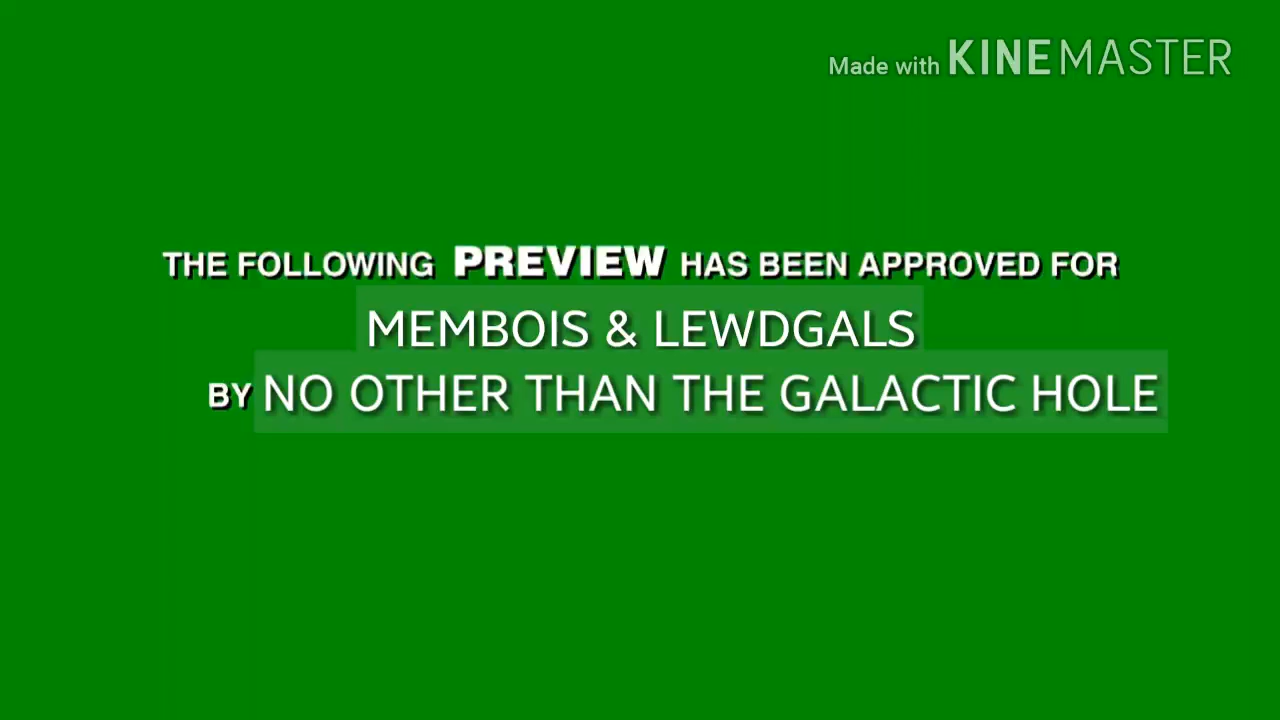 Made with KINEMASTER
THE FOLLOWING PREVIEW HAS BEEN APPROVED FOR
MEMBOIS & LEWDGALS
BY NO OTHER THAN THE GALACTIC HOLE